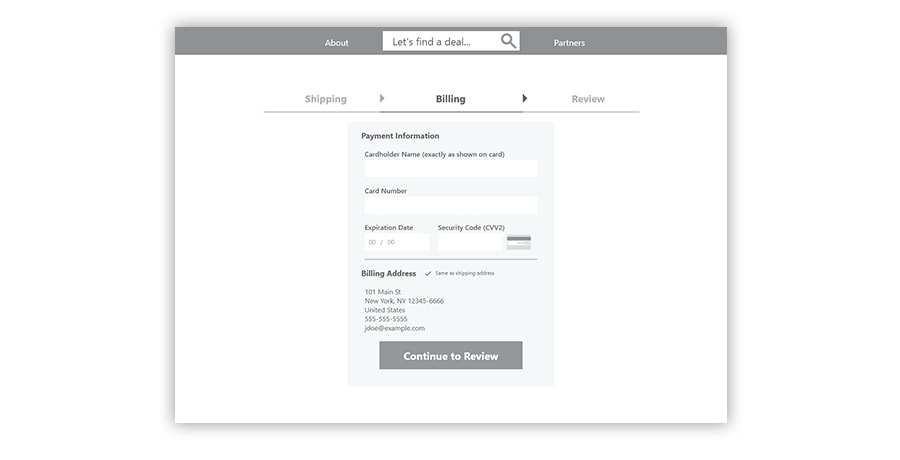 About Let's find a deal... Partners
Shipping Billing Review
Payment Information
Cardholder Name (exactly as shown on card)
Card Number
Expiration Date Security Code (CVV2)
00 / 00
Billing Address Same as shipping address
101 Main St
New York, NY 12345-6666
United States
555-555-5555
jdoe@example.com
Continue to Review